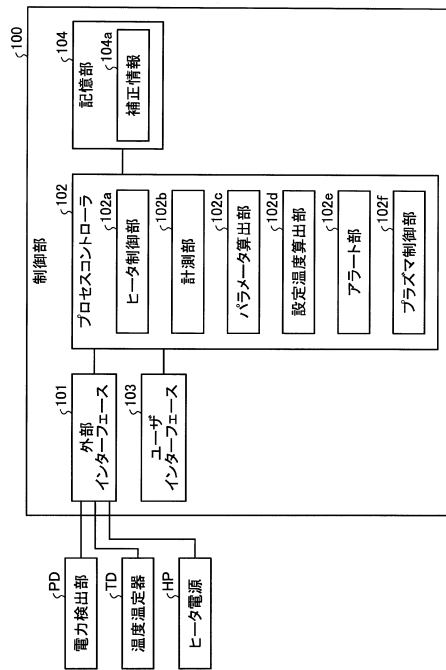 100
制御部
PD
電力検出部
TD
温度温定器
HP
ヒータ電源
101
外部
インターフェース
103
ユーザ
インターフェース
102
プロセスコントローラ
102a
ヒータ制御部
102b
計測部
102c
パラメータ算出部
102d
設定温度算出部
102e
アラート部
102f
プラズマ制御部
104
記憶部
104a
補正情報